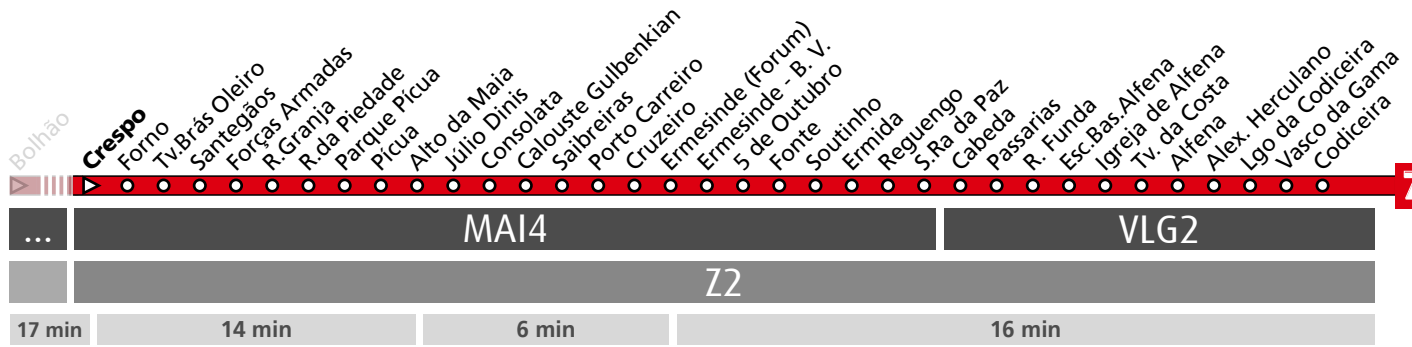 Bolhão
Crespo
Forno
Tv.Brás Oleiro
Santegãos
Forças Armadas
R.Granja
R.da Piedade
Parque Pícua
Pícua
Alto da Maia
Júlio Dinis
Consolata
Calouste Gulbenkian
Saibreiras
Porto Carreiro
Cruzeiro
Ermesinde (Forum)
Ermesinde - B. V.
5 de Outubro
Fonte
Soutinho
Ermida
Reguengo
S.Ra da Paz
Cabeda
Passarias
R. Funda
Esc.Bas.Alfena
Igreja de Alfena
Tv. da Costa
Alfena
Alex. Herculano
Lgo da Codiceira
Vasco da Gama
Codiceira
... MAI4 VLG2
Z2
17 min 14 min 6 min 16 min